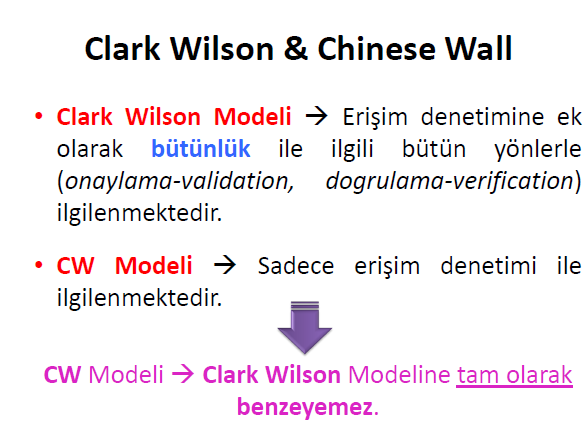 Clark Wilson & Chinese Wall
• Clark Wilson Modeli → Erişim denetimine ek
olarak bütünlük ile ilgili bütün yönlerle
(onaylama-validation, dogrulama-verification)
ilgilenmektedir.
• CW Modeli → Sadece erişim denetimi ile
ilgilenmektedir.
CW Modeli → Clark Wilson Modeline tam olarak
benzeyemez.